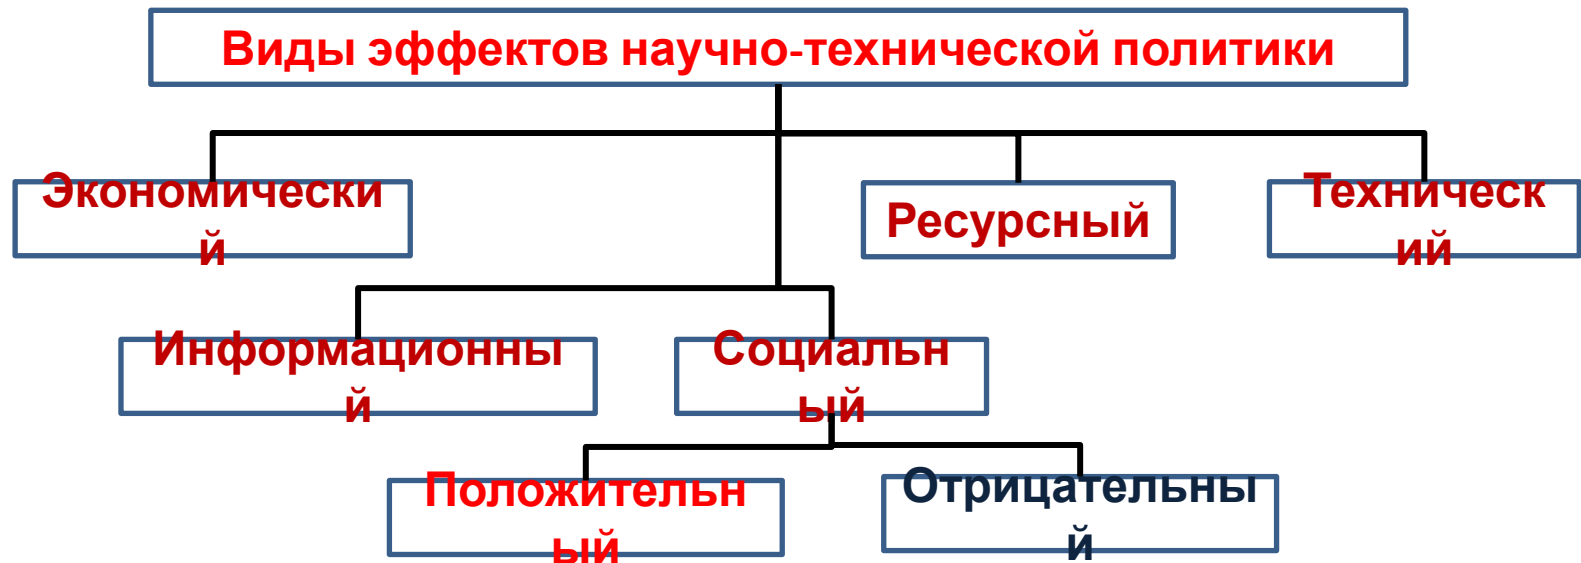 Виды эффектов научно-технической политики
Экономически
й
Ресурсный
Техническ
ий
Информационны
й
Социальн
ый
Положительн
ый
Отрицательны
й